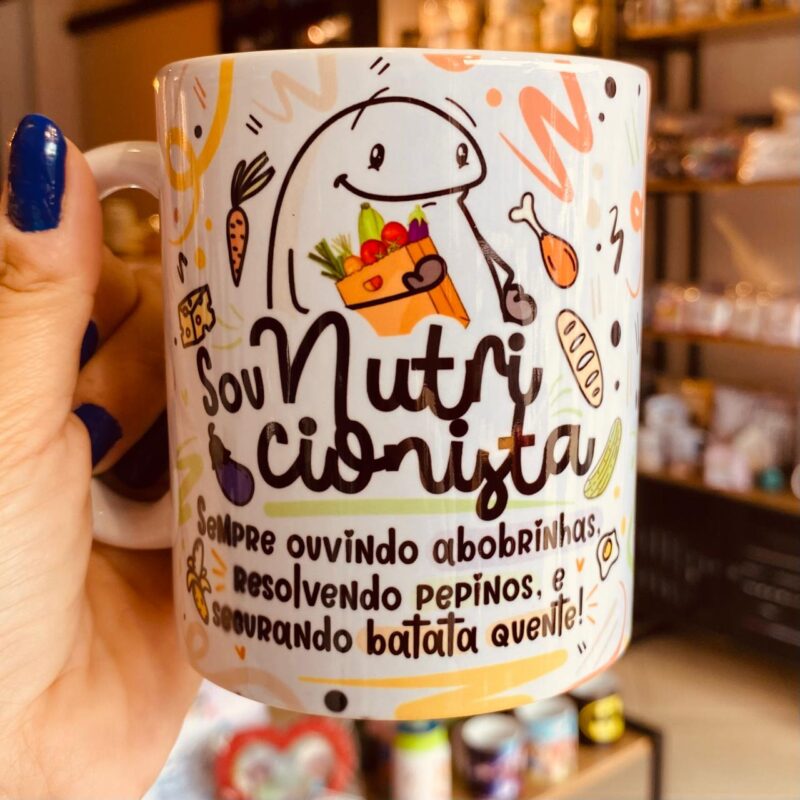 Sou Nutri
cionista
Sempre ouvindo abobrinhas,
resolvendo pepinos, e
segurando batata quente!